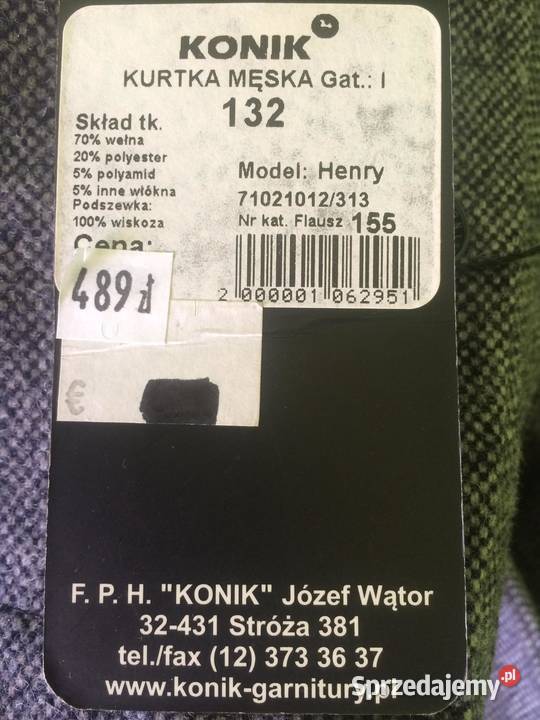 KONIK
KURTKA MĘSKA Gat.: I
132
Skład tk.
70% wełna
20% polyester
5% polyamid
5% inne włókna
Podszewka:
100% wiskoza
Cena:
Model: Henry
71021012/313
Nr kat. Flausz 155
2 000001 062951
489 zł
€
F. P. H. "KONIK" Józef Wątor
32-431 Stróża 381
tel./fax (12) 373 36 37
www.konik-garnitury.pl
Sprzedajemy.pl